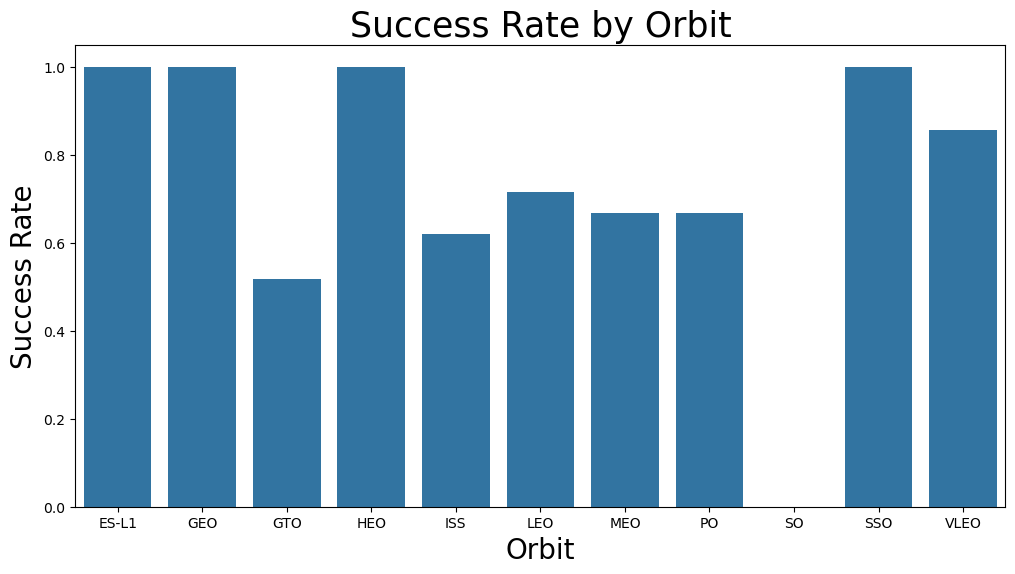 Success Rate by Orbit
Success Rate
1.0
0.8
0.6
0.4
0.2
0.0
ES-L1 GEO GTO HEO ISS LEO MEO PO SO SSO VLEO
Orbit